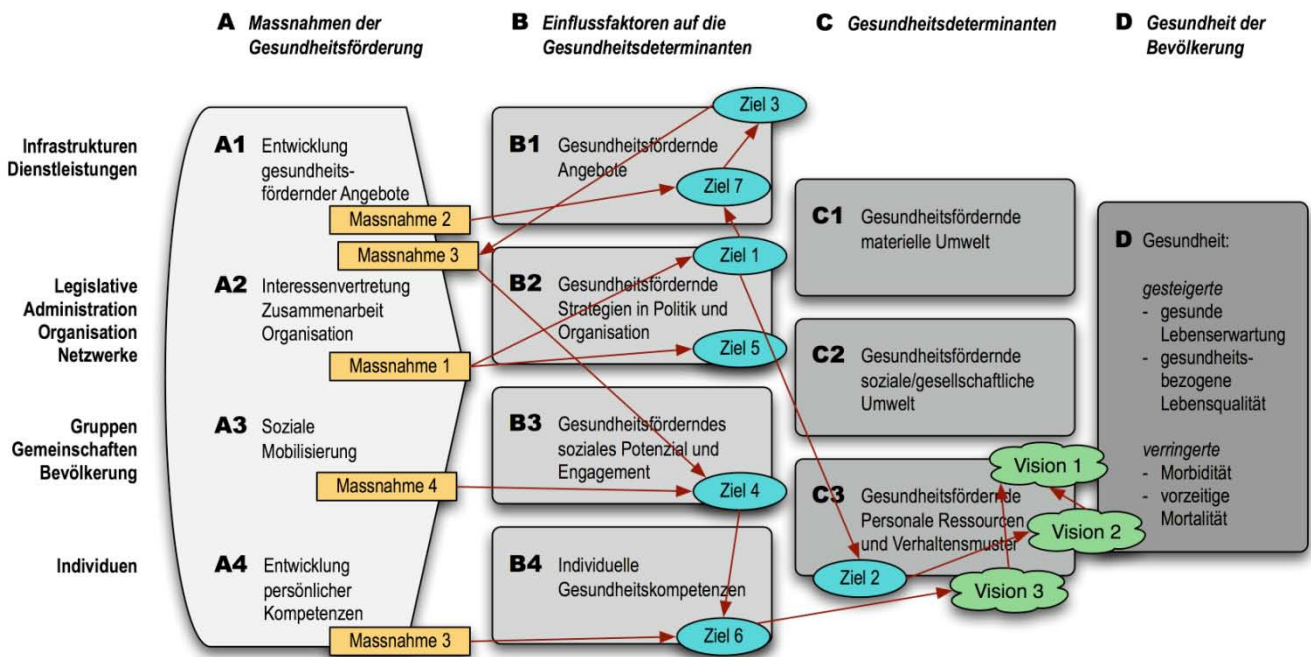 A Massnahmen der
Gesundheitsförderung
B Einflussfaktoren auf die
Gesundheitsdeterminanten
C Gesundheitsdeterminanten
D Gesundheit der
Bevölkerung
Infrastrukturen
Dienstleistungen
Legislative
Administration
Organisation
Netzwerke
Gruppen
Gemeinschaften
Bevölkerung
Individuen
A1 Entwicklung
gesundheits-
fördernder Angebote
Massnahme 2
Massnahme 3
A2 Interessenvertretung
Zusammenarbeit
Organisation
Massnahme 1
A3 Soziale
Mobilisierung
Massnahme 4
A4 Entwicklung
persönlicher
Kompetenzen
Massnahme 3
Ziel 3
B1 Gesundheitsfördernde
Angebote
Ziel 7
Ziel 1
B2 Gesundheitsfördernde
Strategien in Politik und
Organisation
Ziel 5
B3 Gesundheitsförderndes
soziales Potenzial und
Engagement
Ziel 4
B4 Individuelle
Gesundheitskompetenzen
Ziel 6
C1 Gesundheitsfördernde
materielle Umwelt
C2 Gesundheitsfördernde
soziale/gesellschaftliche
Umwelt
C3 Gesundheitsfördernde
Personale Ressourcen
und Verhaltensmuster
Ziel 2
Vision 1
Vision 2
Vision 3
D Gesundheit:
gesteigerte
- gesunde
Lebenserwartung
- gesundheits-
bezogene
Lebensqualität
verringerte
- Morbidität
- vorzeitige
Mortalität